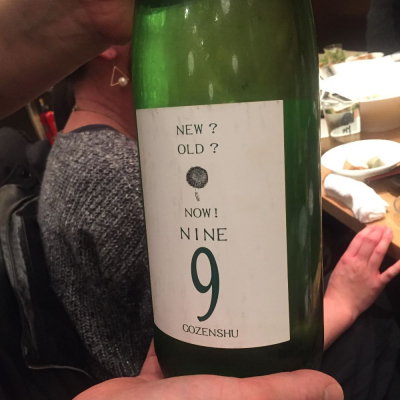 NEW ?
OLD ?
NOW!
NINE
9
GOZENSHU